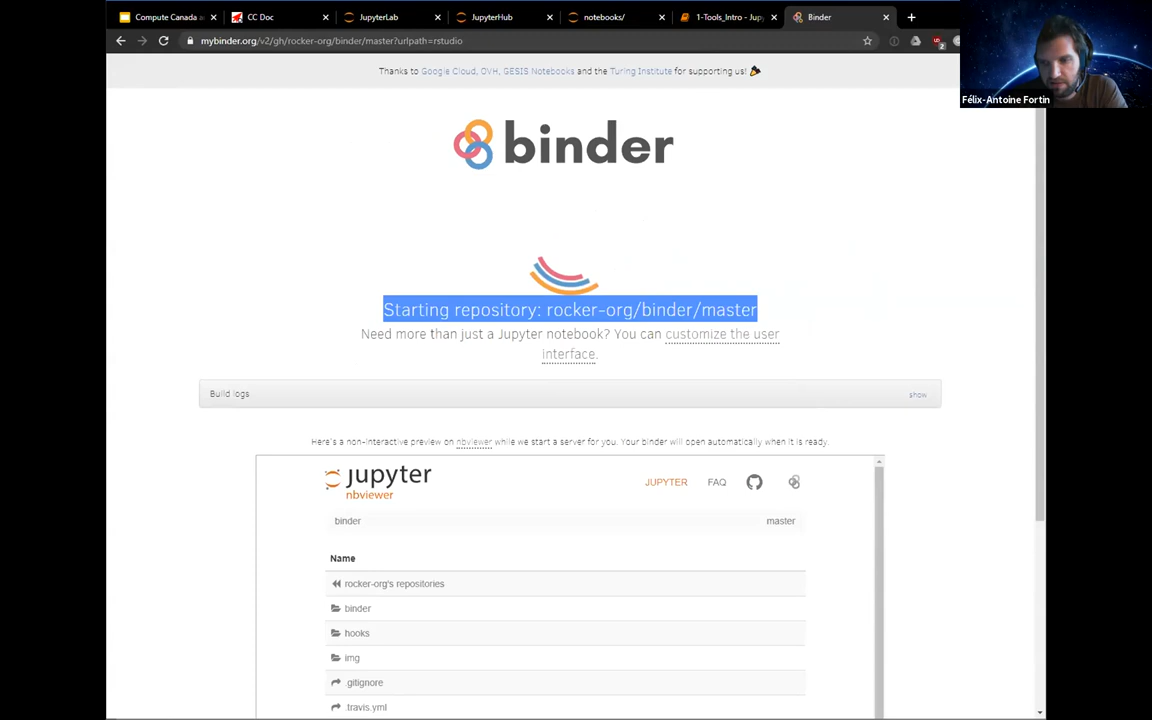 Compute Canada a
CC Doc
JupyterLab
JupyterHub
notebooks/
1-Tools_Intro - Jup
Binder
mybinder.org/v2/gh/rocker-org/binder/master?urlpath=rstudio
Félix-Antoine Fortin
Thanks to Google Cloud, OVH, GESIS Notebooks and the Turing Institute for supporting us!
binder
Starting repository: rocker-org/binder/master
Need more than just a Jupyter notebook? You can customize the user
interface.
Build logs
show
Here's a non-interactive preview on nbviewer while we start a server for you. Your binder will open automatically when it is ready.
jupyter
nbviewer
JUPYTER
FAQ
binder
master
Name
rocker-org's repositories
binder
hooks
img
.gitignore
.travis.yml